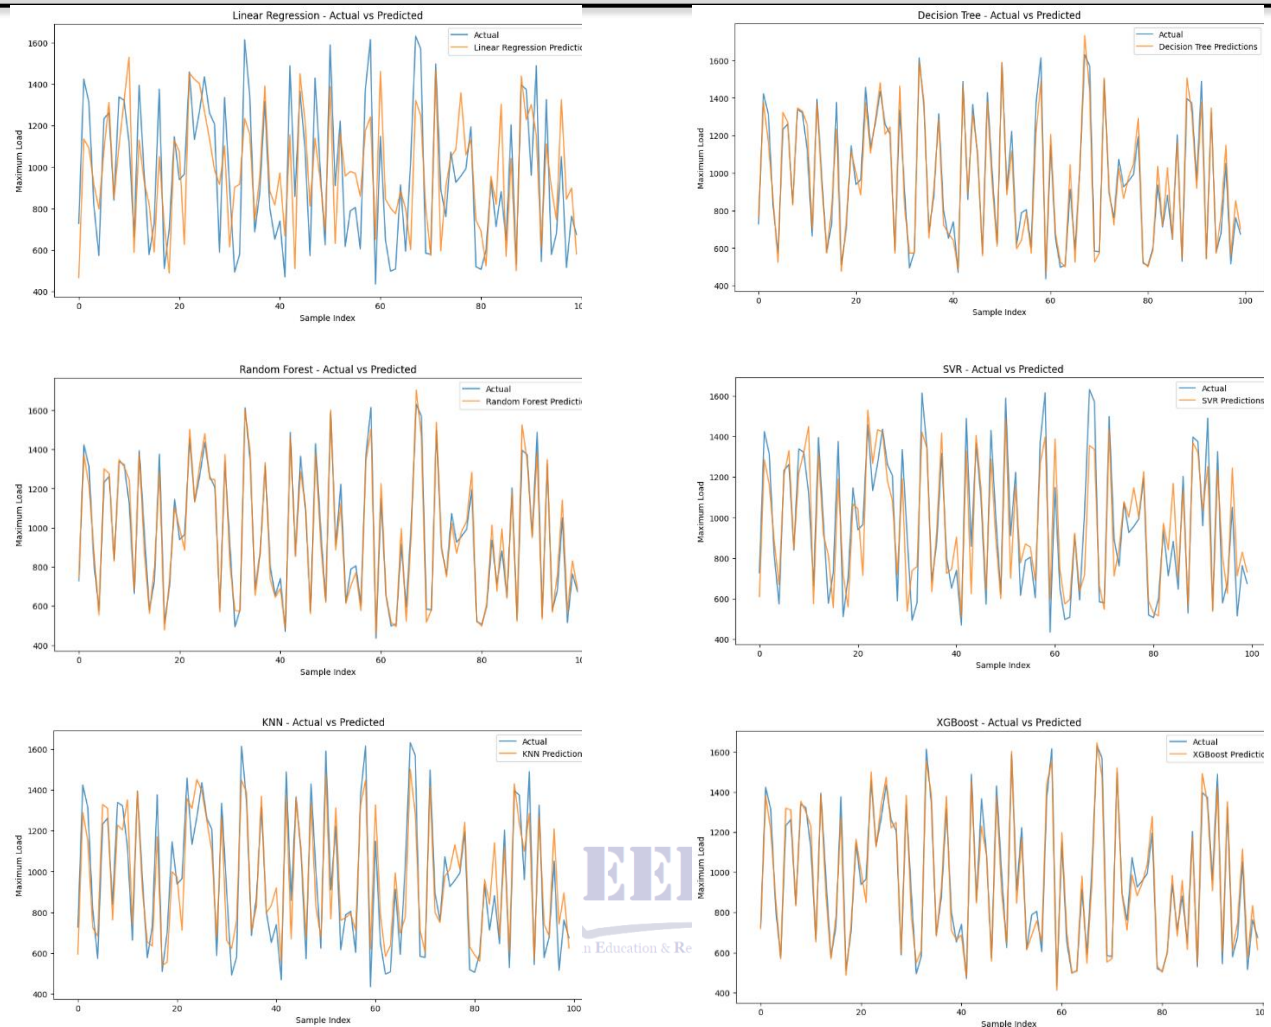 Linear Regression - Actual vs Predicted
Actual
Linear Regression Predictio
Maximum Load
1600
1400
1200
1000
800
600
400
0 20 40 60 80 10
Sample Index
Decision Tree - Actual vs Predicted
Actual
Decision Tree Predictions
Maximum Load
1600
1400
1200
1000
800
600
400
0 20 40 60 80 100
Sample Index
Random Forest - Actual vs Predicted
Actual
Random Forest Predictio
Maximum Load
1600
1400
1200
1000
800
600
400
0 20 40 60 80 10
Sample Index
SVR - Actual vs Predicted
Actual
SVR Predictions
Maximum Load
1600
1400
1200
1000
800
600
400
0 20 40 60 80 100
Sample Index
KNN - Actual vs Predicted
Actual
KNN Prediction
Maximum Load
1600
1400
1200
1000
800
600
400
0 20 40 60 80 100
Sample Index
XGBoost - Actual vs Predicted
Actual
XGBoost Predictio
Maximum Load
1600
1400
1200
1000
800
600
400
0 20 40 60 80 100
Sample Index
EE
n Education & Re